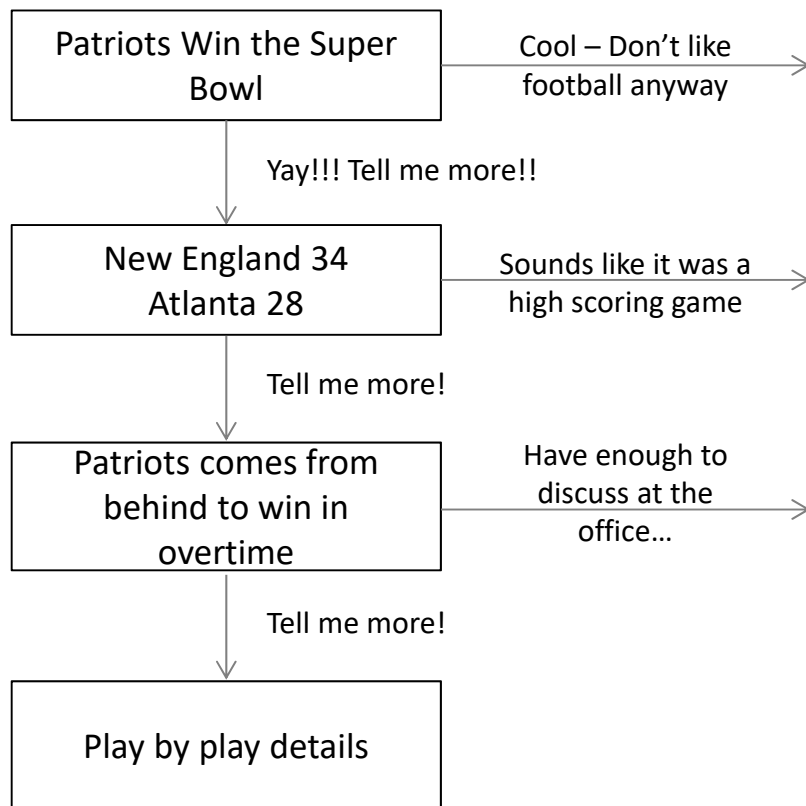 Patriots Win the Super
Bowl
Cool – Don’t like
football anyway
Yay!!! Tell me more!!
New England 34
Atlanta 28
Sounds like it was a
high scoring game
Tell me more!
Patriots comes from
behind to win in
overtime
Have enough to
discuss at the
office…
Tell me more!
Play by play details